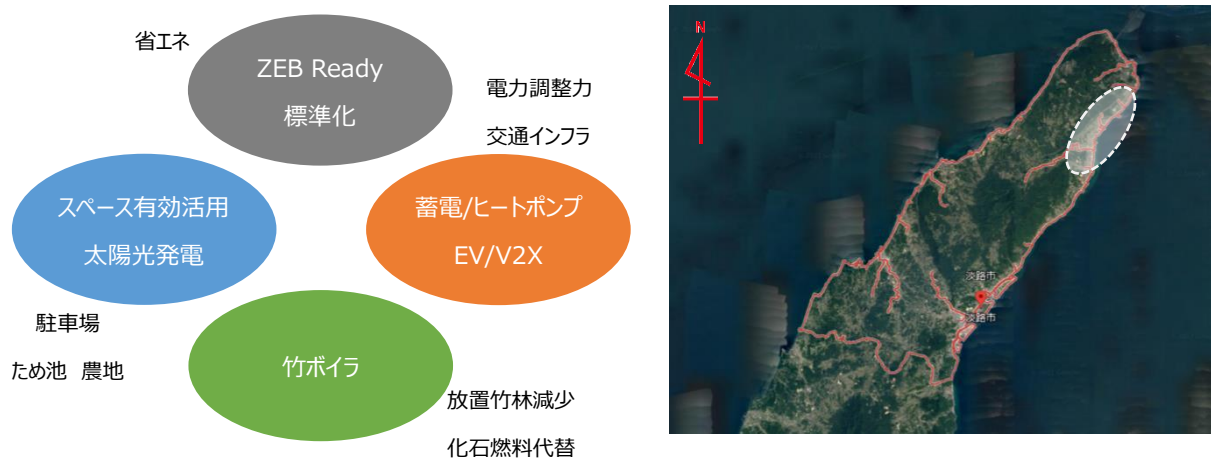 省エネ
ZEB Ready
標準化
電力調整力
交通インフラ
スペース有効活用
太陽光発電
蓄電/ヒートポンプ
EV/V2X
駐車場
ため池 農地
竹ボイラ
放置竹林減少
化石燃料代替
N
淡路市
淡路市